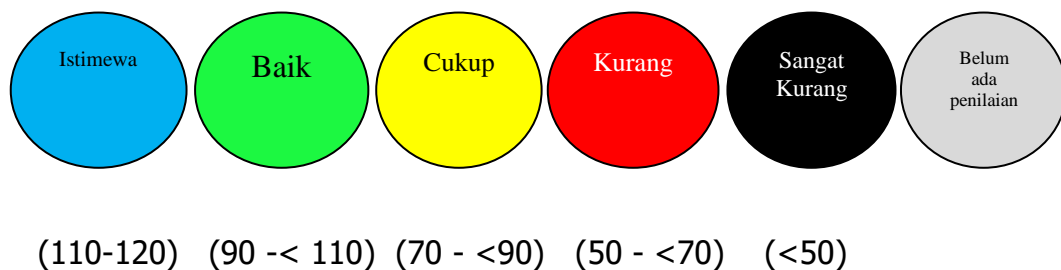 Istimewa
Baik
Cukup
Kurang
Sangat
Kurang
Belum
ada
penilaian
(110-120) (90 -< 110) (70 - <90) (50 - <70) (<50)